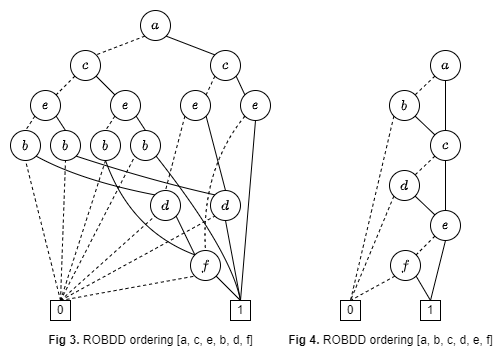 a
c c
a
e e e e
b
b b b b
c
d
d d
e
f
f
0 1
0 1
Fig 3. ROBDD ordering [a, c, e, b, d, f]
Fig 4. ROBDD ordering [a, b, c, d, e, f]